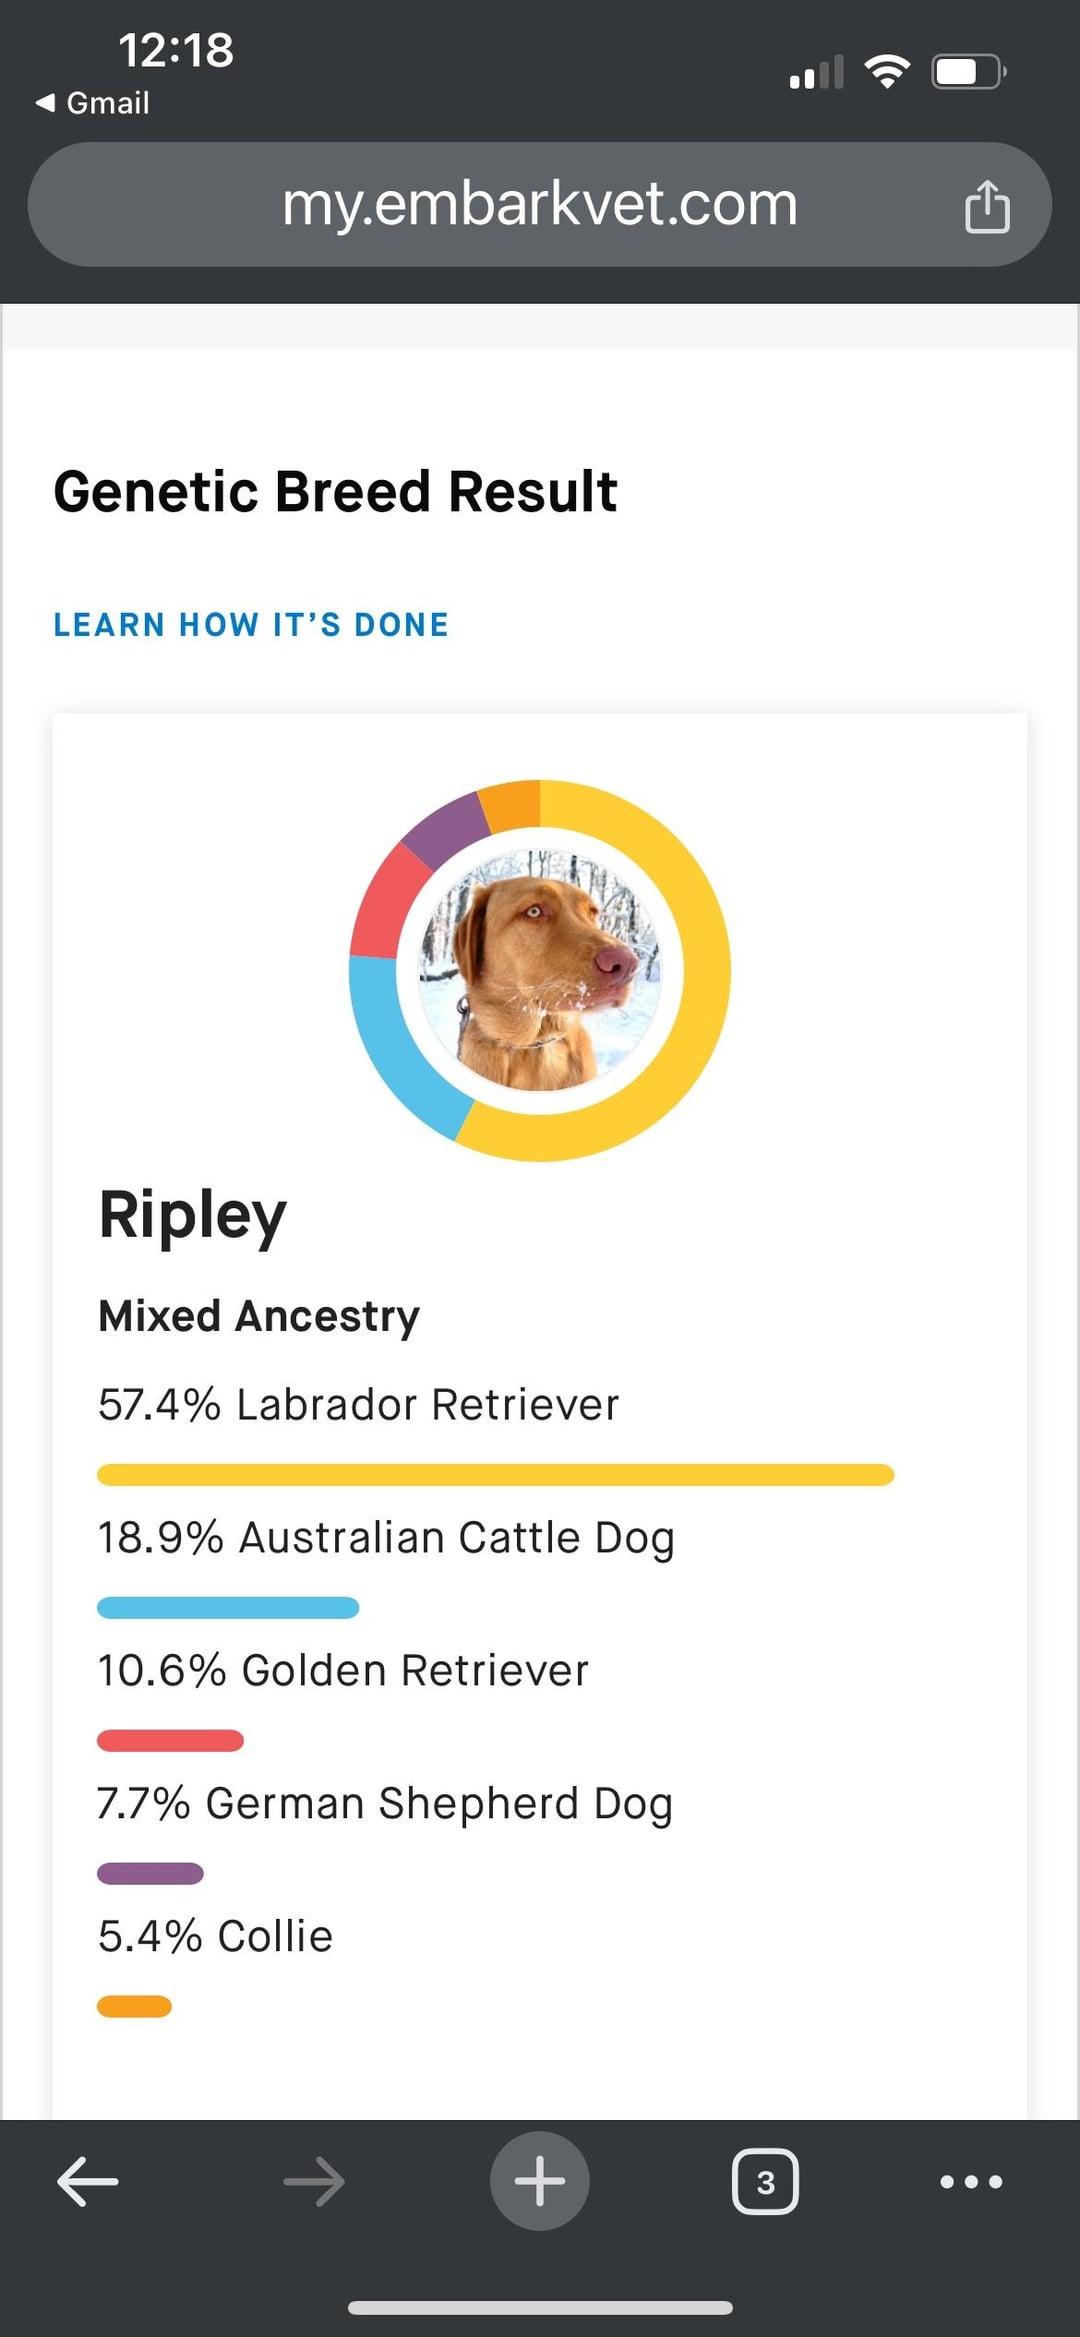 12:18
Gmail
my.embarkvet.com
Genetic Breed Result
LEARN HOW IT’S DONE
Ripley
Mixed Ancestry
57.4% Labrador Retriever
18.9% Australian Cattle Dog
10.6% Golden Retriever
7.7% German Shepherd Dog
5.4% Collie
3